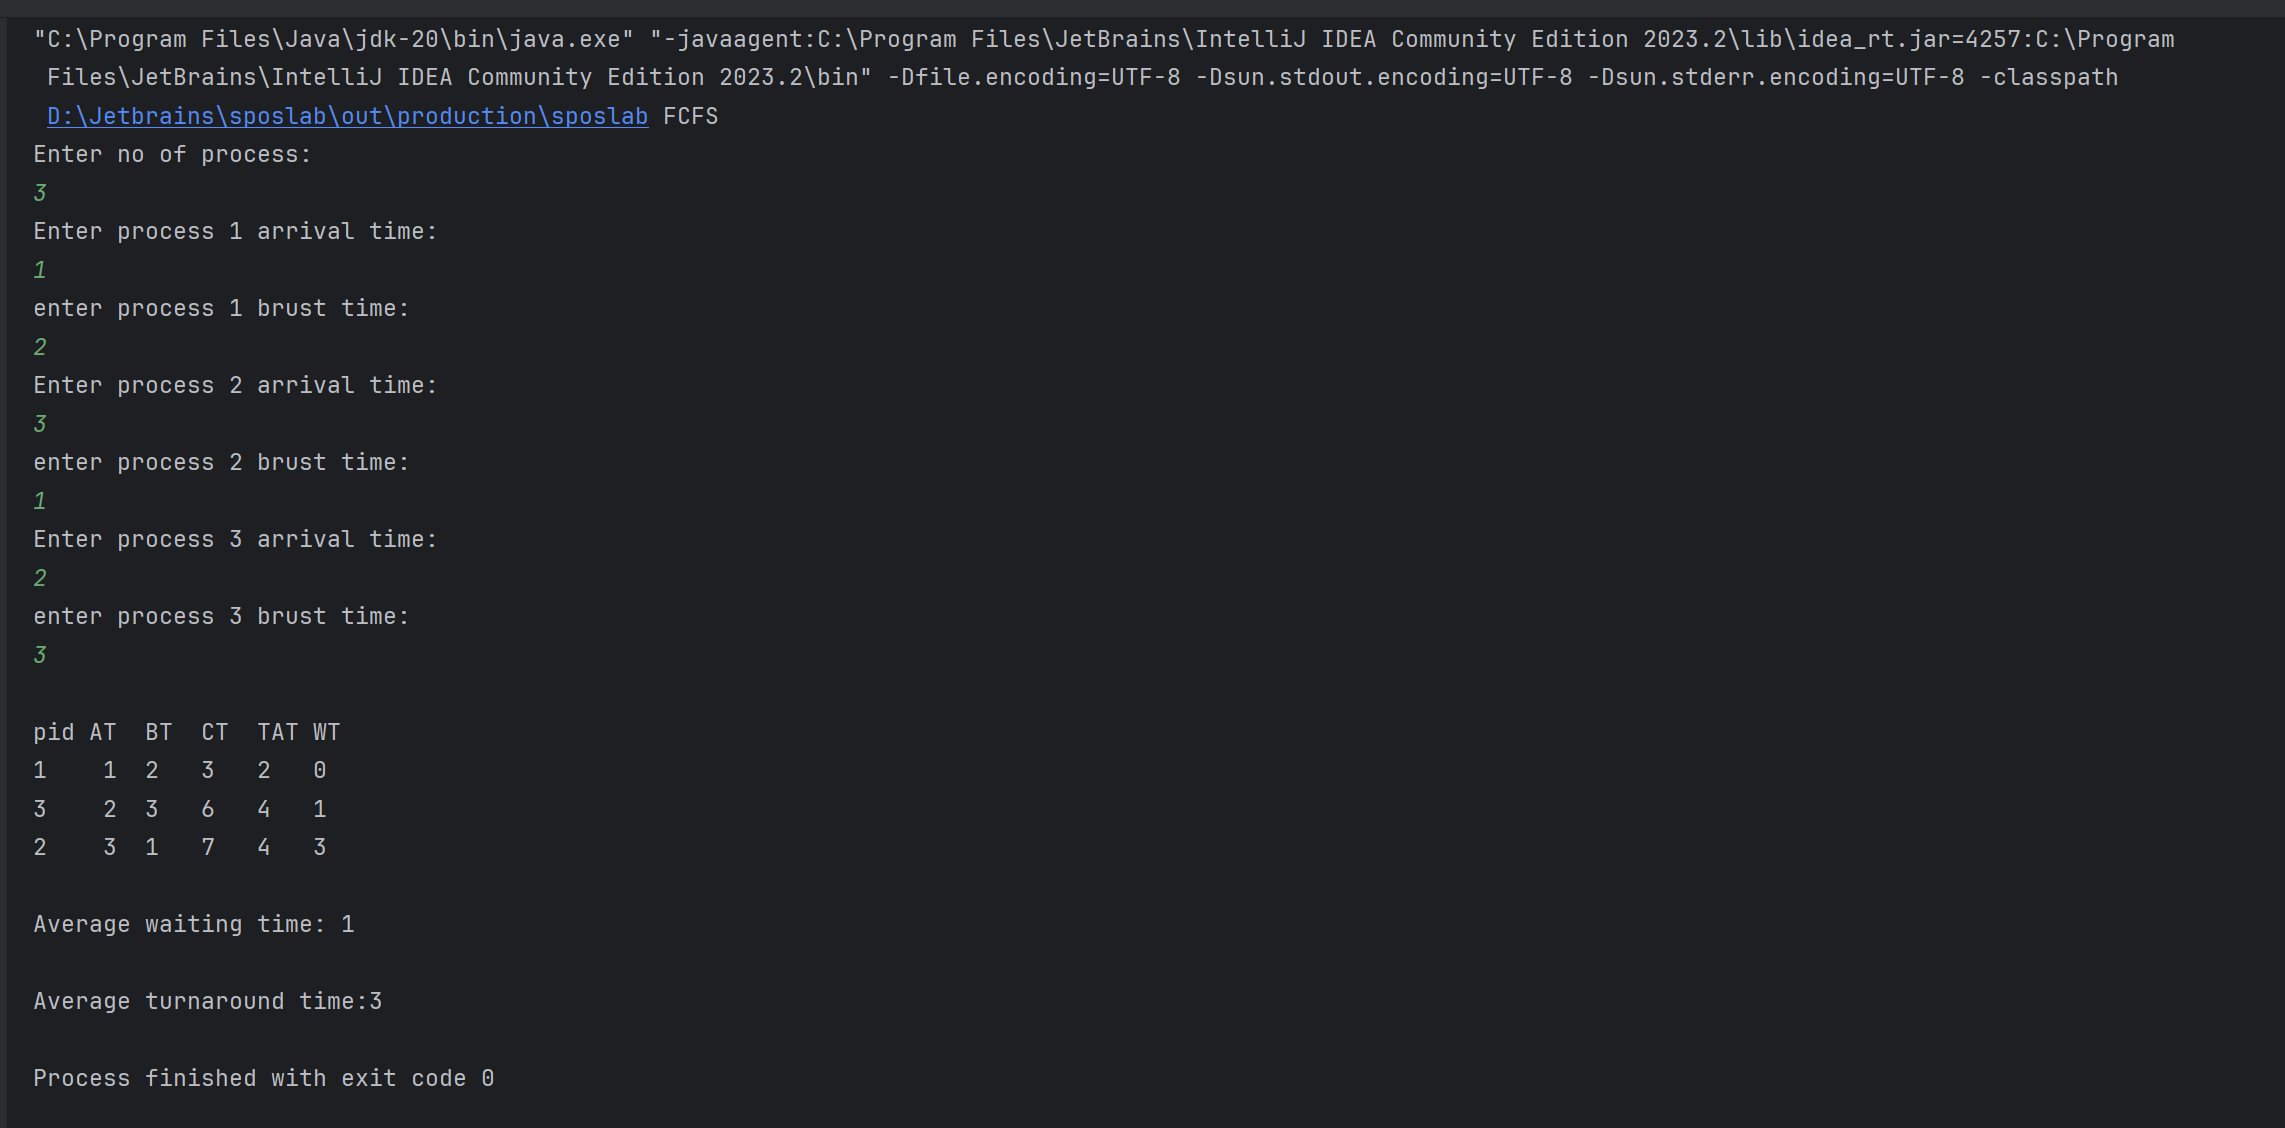 "C:\Program Files\Java\jdk-20\bin\java.exe" "-javaagent:C:\Program Files\JetBrains\IntelliJ IDEA Community Edition 2023.2\lib\idea_rt.jar=4257:C:\Program
Files\JetBrains\IntelliJ IDEA Community Edition 2023.2\bin" -Dfile.encoding=UTF-8 -Dsun.stdout.encoding=UTF-8 -Dsun.stderr.encoding=UTF-8 -classpath
D:\Jetbrains\sposlab\out\production\sposlab FCFS
Enter no of process:
3
Enter process 1 arrival time:
1
enter process 1 brust time:
2
Enter process 2 arrival time:
3
enter process 2 brust time:
1
Enter process 3 arrival time:
2
enter process 3 brust time:
3
pid AT  BT  CT  TAT WT
1    1  2   3   2   0
3    2  3   6   4   1
2    3  1   7   4   3
Average waiting time: 1
Average turnaround time:3
Process finished with exit code 0